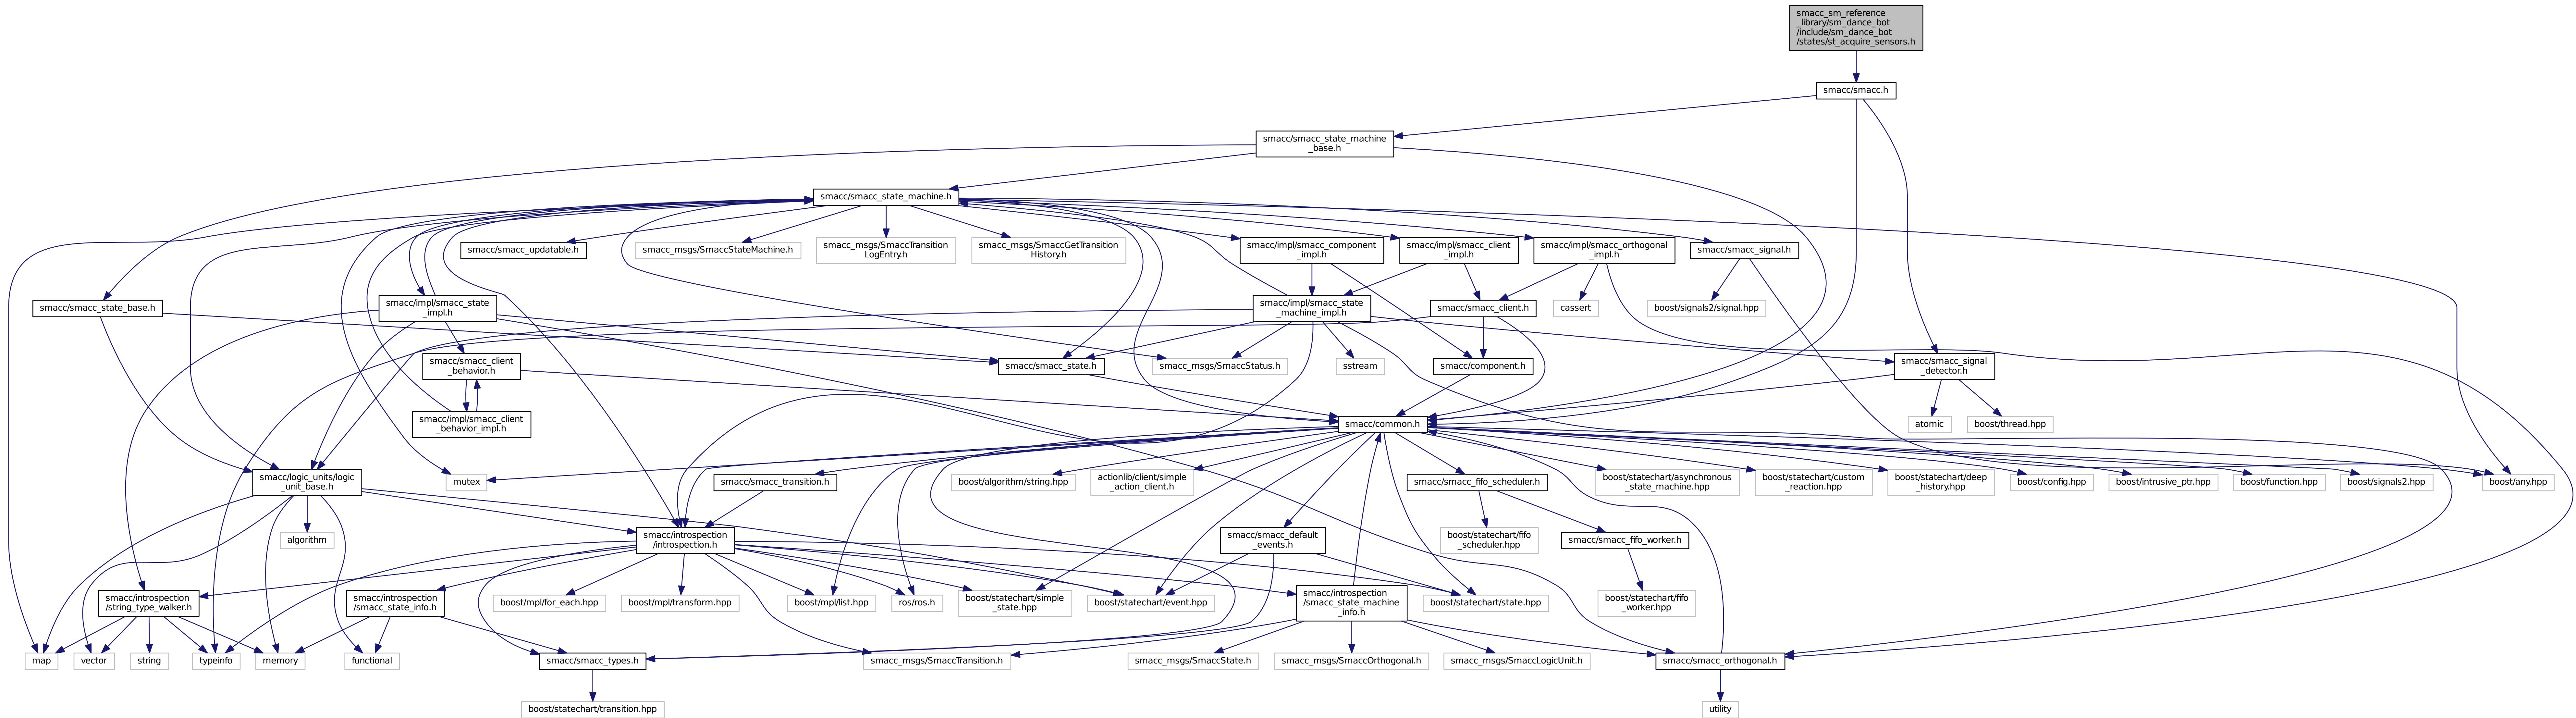 smacc_sm_reference
_library/sm_dance_bot
/include/sm_dance_bot
/states/st_acquire_sensors.h
smacc/smacc.h
smacc/smacc_state_machine
_base.h
smacc/smacc_state_machine.h
smacc/smacc_updatable.h
smacc_msgs/SmaccStateMachine.h
smacc_msgs/SmaccTransition
LogEntry.h
smacc_msgs/SmaccGetTransition
History.h
smacc/impl/smacc_component
_impl.h
smacc/impl/smacc_client
_impl.h
smacc/impl/smacc_orthogonal
_impl.h
smacc/smacc_signal.h
smacc/smacc_state_base.h
smacc/impl/smacc_state
_impl.h
smacc/impl/smacc_state
_machine_impl.h
smacc/smacc_client.h
cassert
boost/signals2/signal.hpp
smacc/smacc_client
_behavior.h
smacc/smacc_state.h
smacc_msgs/SmaccStatus.h
sstream
smacc/component.h
smacc/smacc_signal
_detector.h
smacc/impl/smacc_client
_behavior_impl.h
smacc/common.h
atomic
boost/thread.hpp
smacc/logic_units/logic
_unit_base.h
mutex
smacc/smacc_transition.h
boost/algorithm/string.hpp
actionlib/client/simple
_action_client.h
smacc/smacc_fifo_scheduler.h
boost/statechart/asynchronous
_state_machine.hpp
boost/statechart/custom
_reaction.hpp
boost/statechart/deep
_history.hpp
boost/config.hpp
boost/intrusive_ptr.hpp
boost/function.hpp
boost/signals2.hpp
boost/any.hpp
algorithm
smacc/introspection
/introspection.h
smacc/smacc_default
_events.h
boost/statechart/fifo
_scheduler.hpp
smacc/smacc_fifo_worker.h
smacc/introspection
/string_type_walker.h
smacc/introspection
/smacc_state_info.h
boost/mpl/for_each.hpp
boost/mpl/transform.hpp
boost/mpl/list.hpp
ros/ros.h
boost/statechart/simple
_state.hpp
boost/statechart/event.hpp
smacc/introspection
/smacc_state_machine
_info.h
boost/statechart/state.hpp
boost/statechart/fifo
_worker.hpp
map
vector
string
typeinfo
memory
functional
smacc/smacc_types.h
smacc_msgs/SmaccTransition.h
smacc_msgs/SmaccState.h
smacc_msgs/SmaccOrthogonal.h
smacc_msgs/SmaccLogicUnit.h
smacc/smacc_orthogonal.h
boost/statechart/transition.hpp
utility